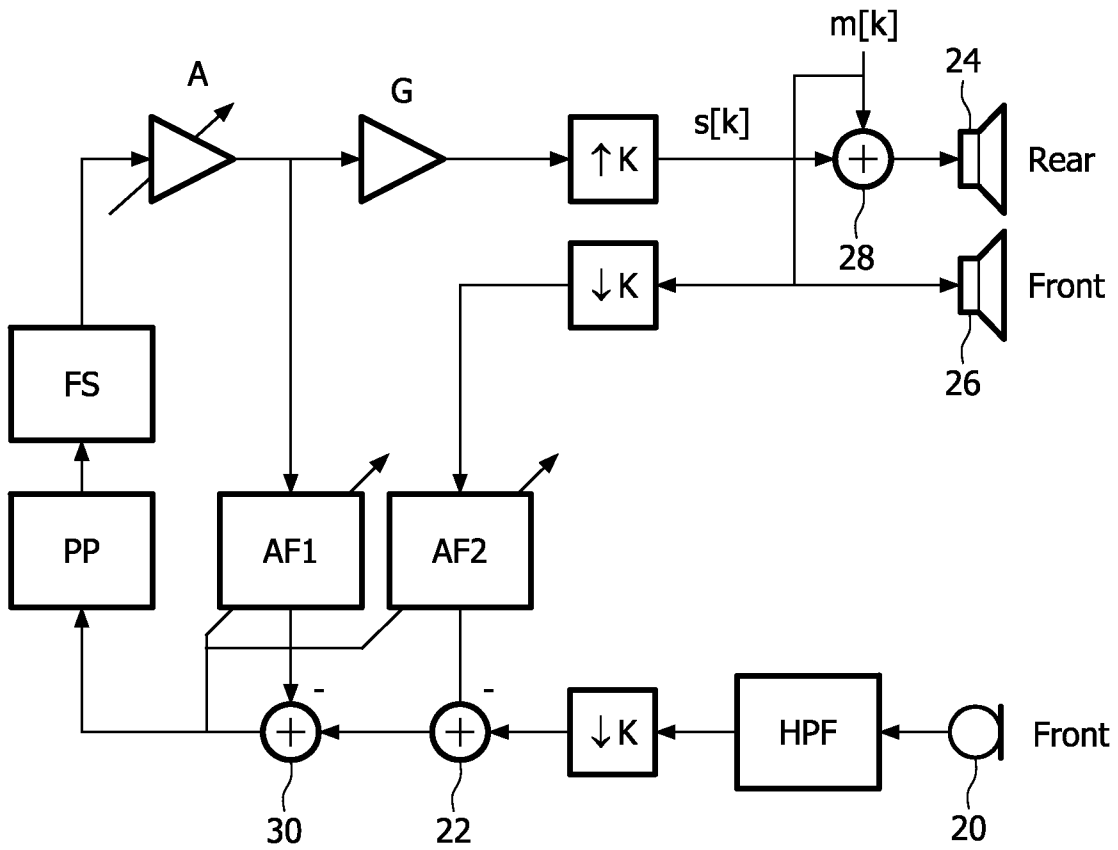 m[k]
24
A
G
s[k]
↑K
+
Rear
28
↓K
Front
26
FS
PP
AF1
AF2
-
-
+
+
↓K
HPF
Front
30
22
20